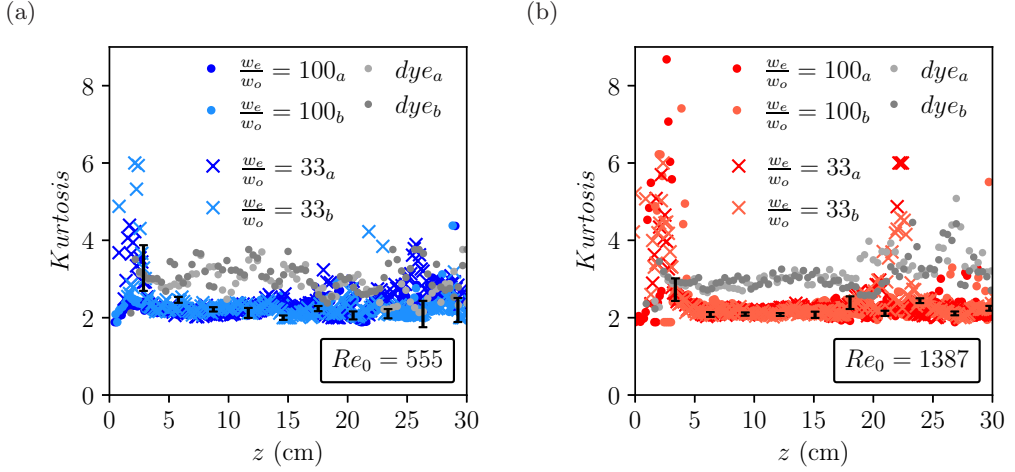 (a)
8
6
4
2
0
Kurtosis
w_e/w_o = 100_a
w_e/w_o = 100_b
w_e/w_o = 33_a
w_e/w_o = 33_b
dye_a
dye_b
Re_0 = 555
0 5 10 15 20 25 30
z (cm)
(b)
8
6
4
2
0
Kurtosis
w_e/w_o = 100_a
w_e/w_o = 100_b
w_e/w_o = 33_a
w_e/w_o = 33_b
dye_a
dye_b
Re_0 = 1387
0 5 10 15 20 25 30
z (cm)